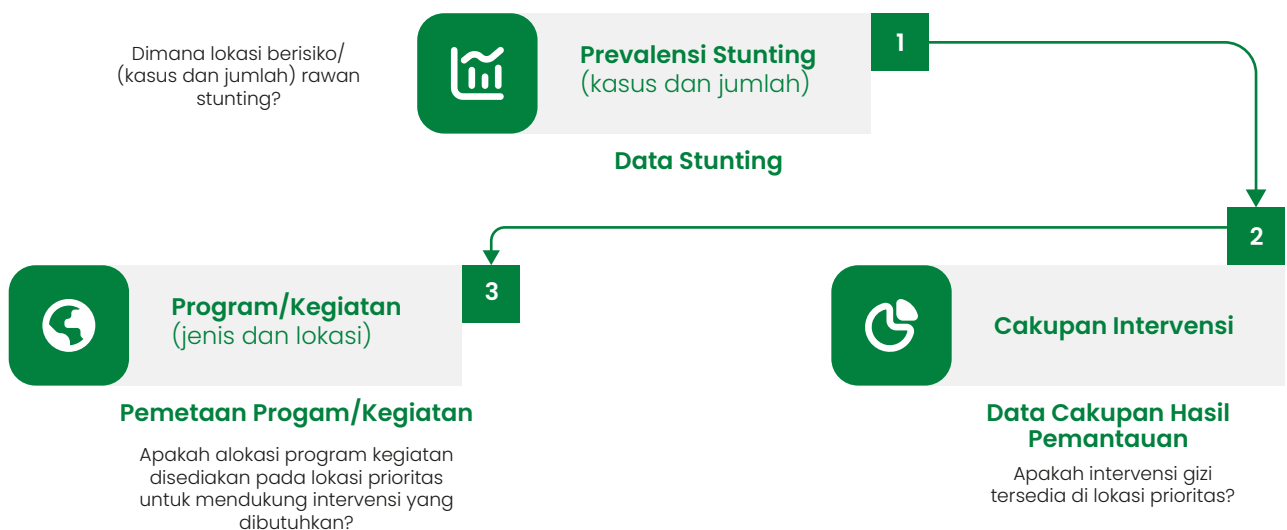 Dimana lokasi berisiko/
(kasus dan jumlah) rawan
stunting?
Prevalensi Stunting
(kasus dan jumlah)
1
Data Stunting
2
Cakupan Intervensi
Data Cakupan Hasil
Pemantauan
Apakah intervensi gizi
tersedia di lokasi prioritas?
3
Program/Kegiatan
(jenis dan lokasi)
Pemetaan Progam/Kegiatan
Apakah alokasi program kegiatan
disediakan pada lokasi prioritas
untuk mendukung intervensi yang
dibutuhkan?